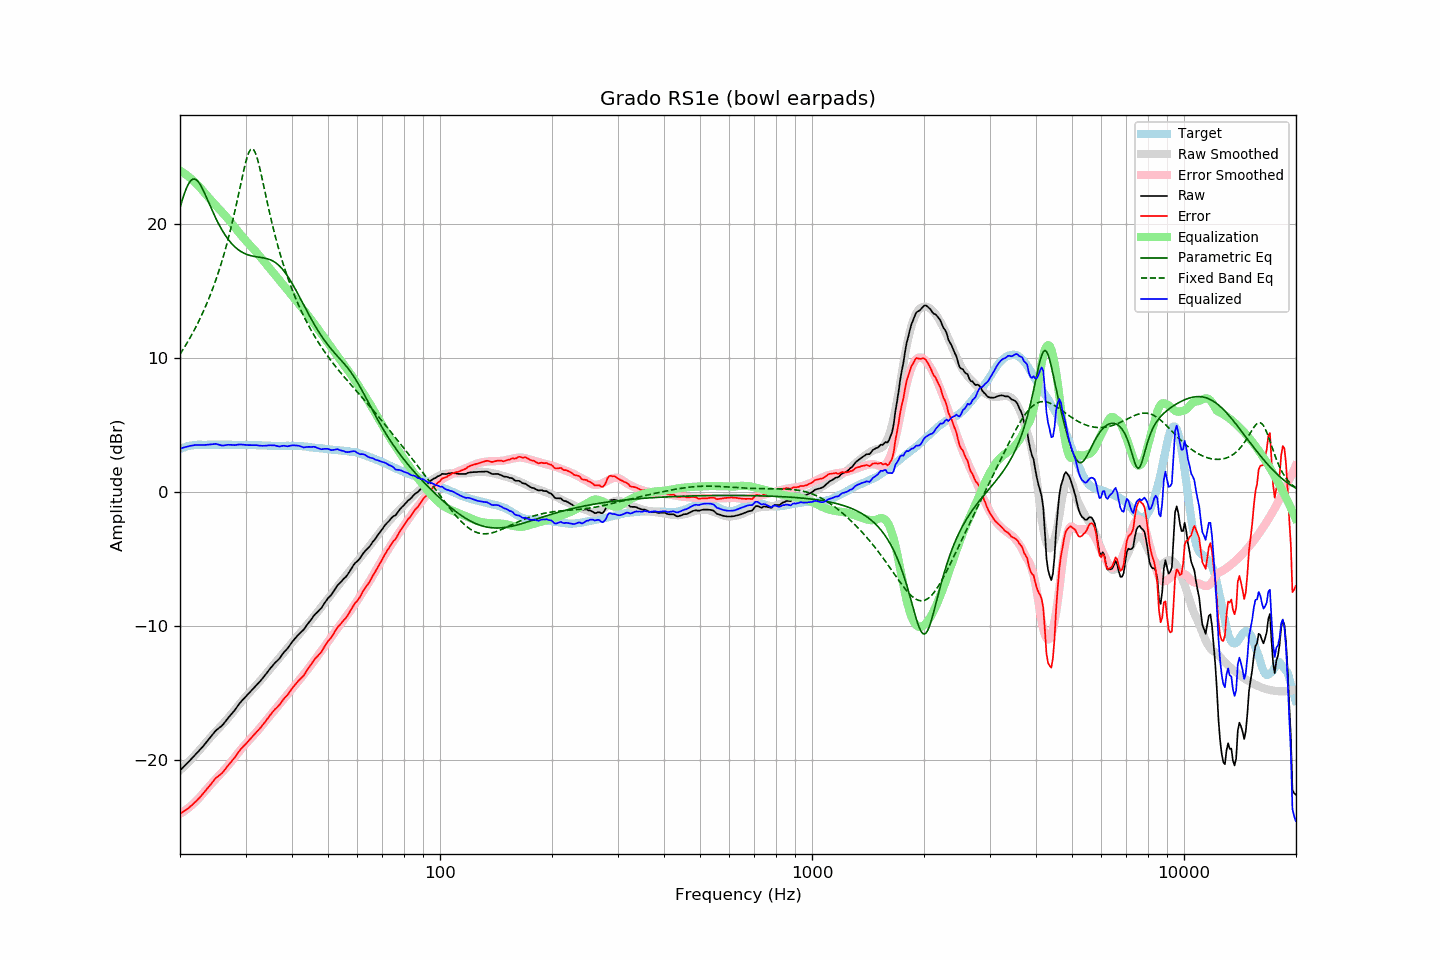 Grado RS1e (bowl earpads)
Target
Raw Smoothed
Error Smoothed
Raw
Error
Equalization
Parametric Eq
Fixed Band Eq
Equalized
Amplitude (dBr)
20
10
0
−10
−20
100
1000
10000
Frequency (Hz)